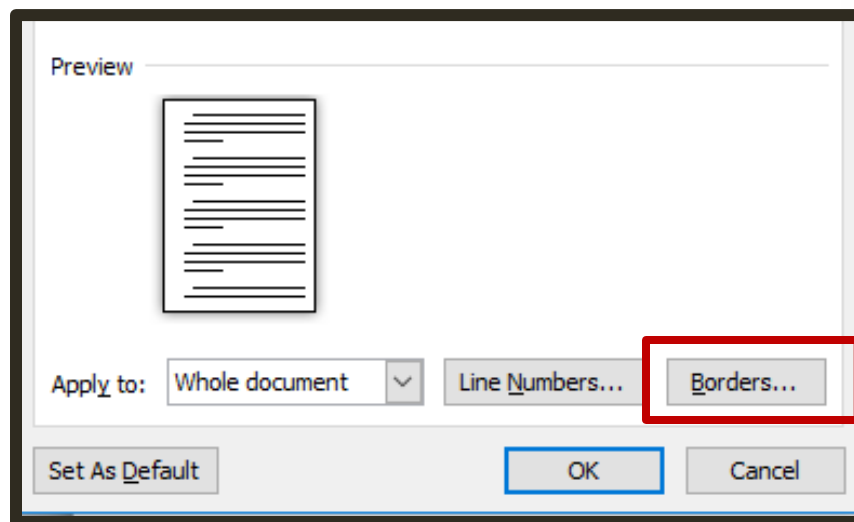 Preview
Apply to: Whole document Line Numbers... Borders...
Set As Default OK Cancel